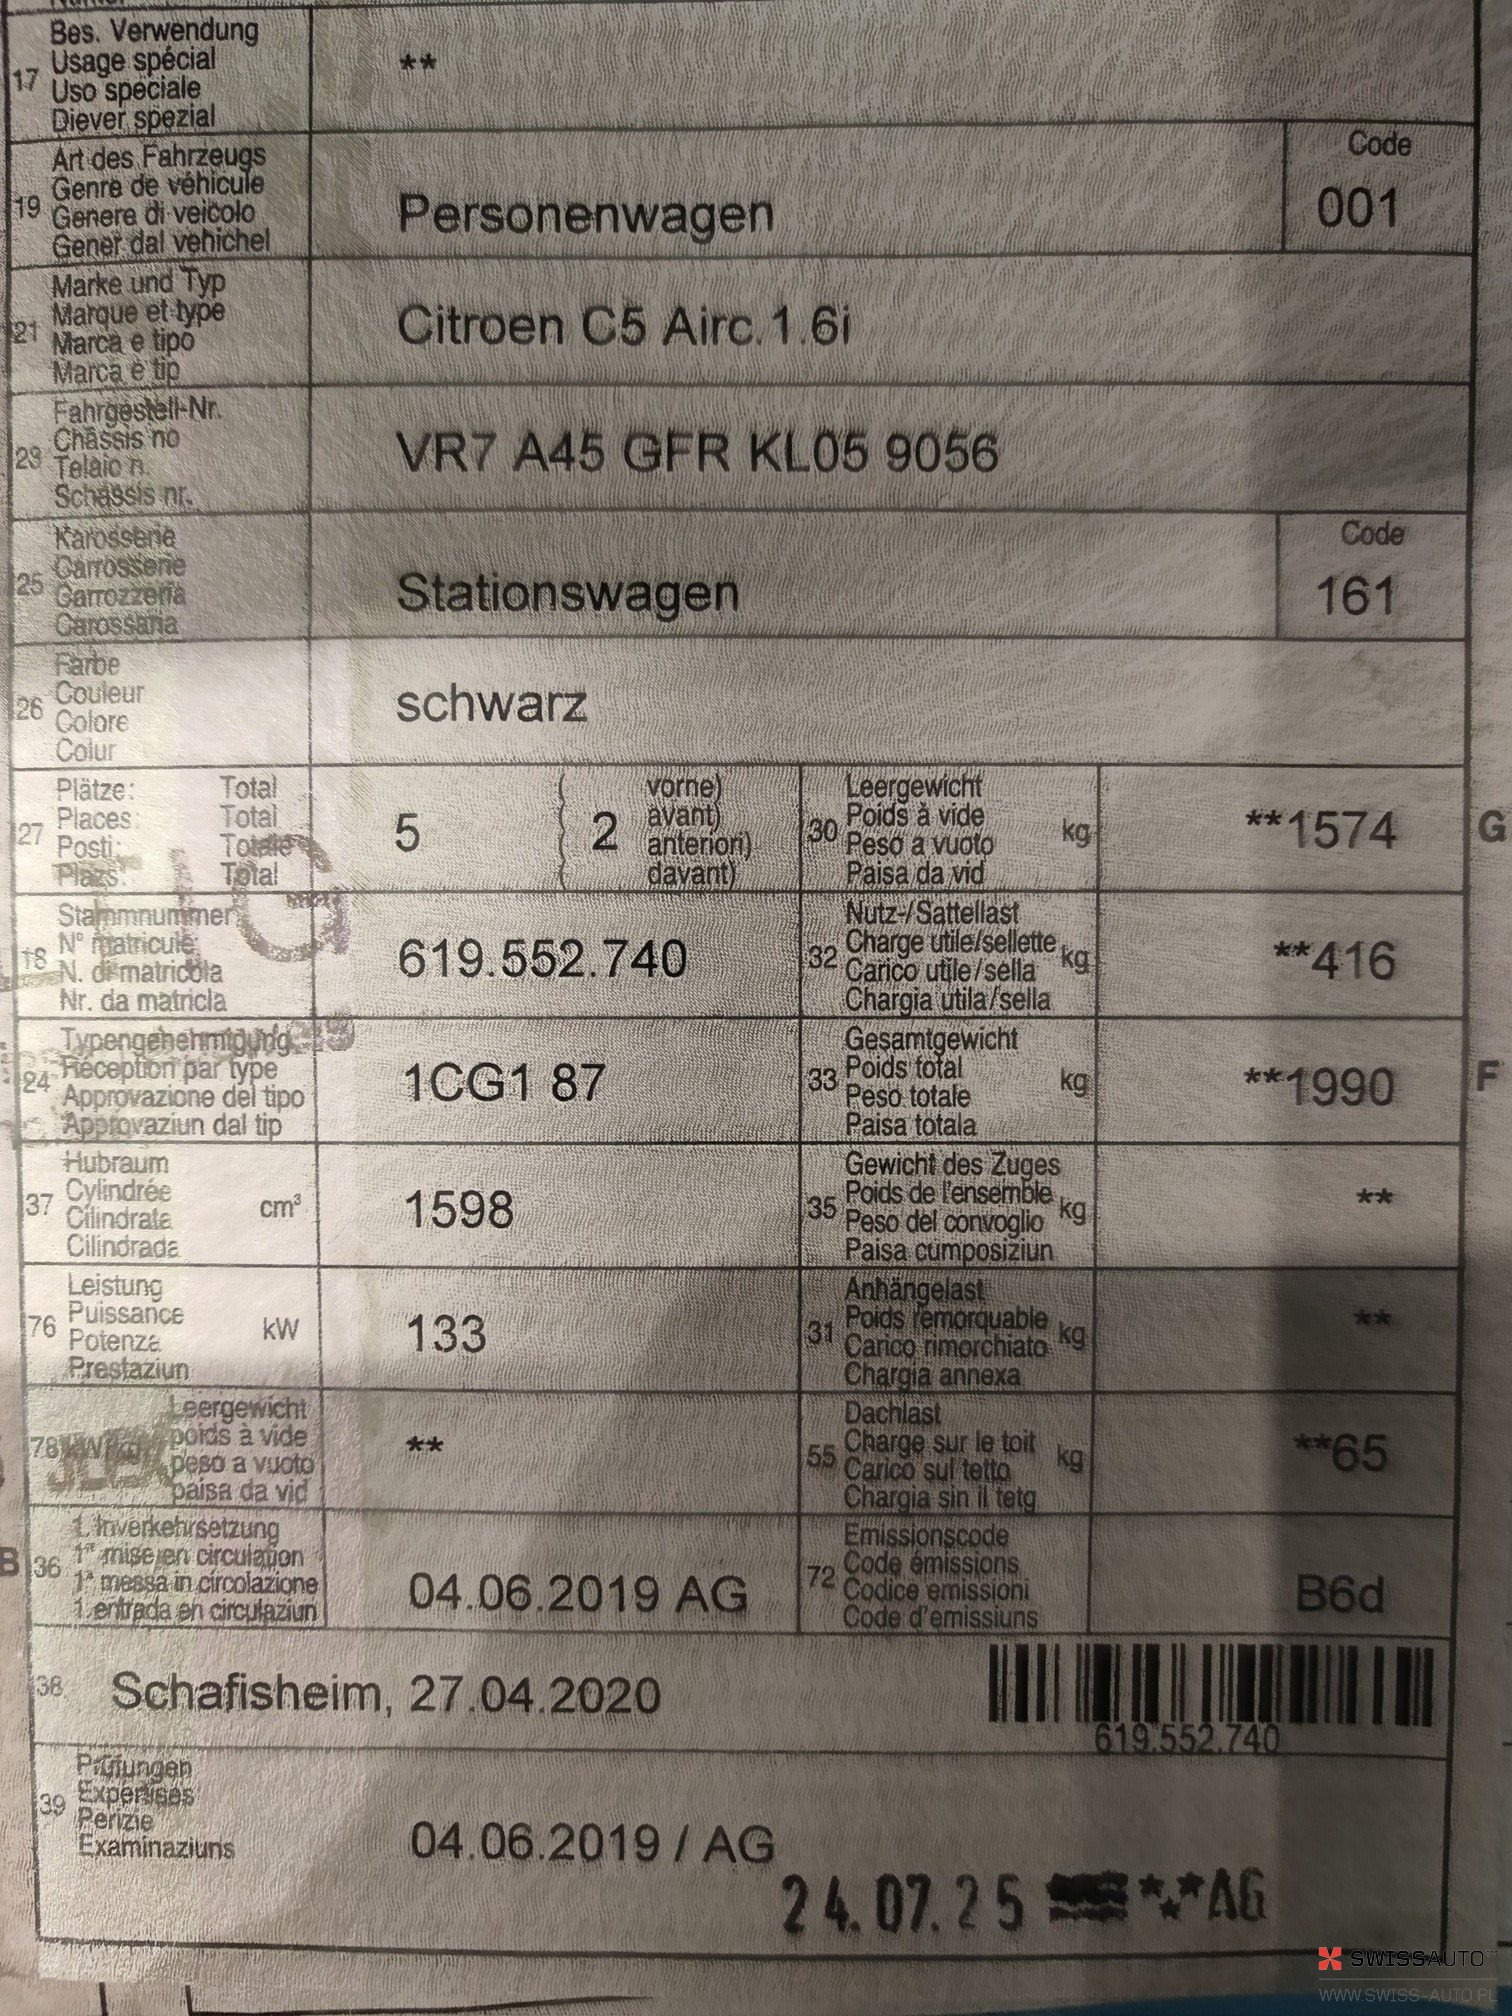 17 Bes. Verwendung
Usage spécial
Uso speciale
Diever spezial
**
19 Art des Fahrzeugs
Genre de véhicule
Genere di veicolo
Gener dal vehichel
Personenwagen
Code
001
21 Marke und Typ
Marque et type
Marca e tipo
Marca e tip
Citroen C5 Airc. 1.6i
23 Fahrgestell-Nr.
Châssis no
Telaio n.
Schassis nr.
VR7 A45 GFR KL05 9056
25 Karosserie
Carrosserie
Carrozzeria
Carossaria
Stationswagen
Code
161
26 Farbe
Couleur
Colore
Colur
schwarz
27 Plätze: Total
Places: Total
Posti: Totale
Plazs: Total
5 ( 2 vorne)
avant)
anteriori)
davant)
30 Leergewicht
Poids à vide
Peso a vuoto
Paisa da vid
kg
**1574
G
18 Stammnummer
N° matricule
N. di matricola
Nr. da matricla
619.552.740
32 Nutz-/Sattellast
Charge utile/sellette
Carico utile/sella
Chargia utila/sella
kg
**416
24 Typengenehmigung
Réception par type
Approvazione del tipo
Approvaziun dal tip
1CG1 87
33 Gesamtgewicht
Poids total
Peso totale
Paisa totala
kg
**1990
F
37 Hubraum
Cylindrée
Cilindrata
Cilindrada
cm³
1598
35 Gewicht des Zuges
Poids de l'ensemble
Peso del convoglio
Paisa cumposiziun
kg
**
76 Leistung
Puissance
Potenza
Prestaziun
kW
133
31 Anhängelast
Poids remorquable
Carico rimorchiato
Chargia annexa
kg
**
78 kW/kg
Leergewicht
poids à vide
peso a vuoto
paisa da vid
**
55 Dachlast
Charge sur le toit
Carico sul tetto
Chargia sin il tetg
kg
**65
B
36 1. Inverkehrsetzung
1re mise en circulation
1a messa in circolazione
1. entrada en circulaziun
04.06.2019 AG
72 Emissionscode
Code émissions
Codice emissioni
Code d'emissiuns
B6d
38 Schafisheim, 27.04.2020
619.552.740
39 Prüfungen
Expertises
Perizie
Examinaziuns
04.06.2019 / AG
24.07.25 *** AG
SWISSAUTO
WWW.SWISS-AUTO.PL